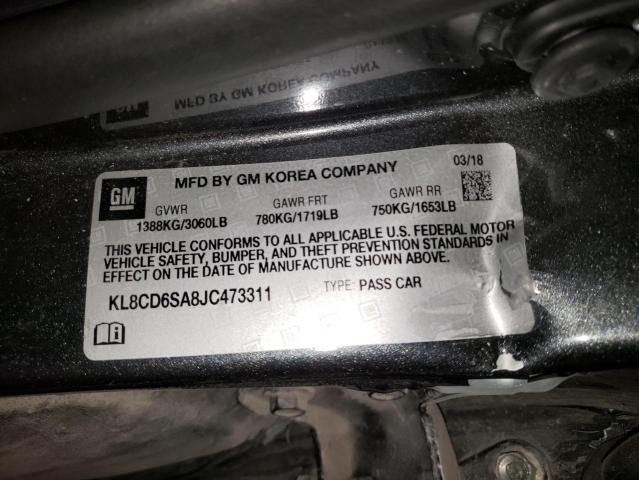 MFD BY GM KOREA COMPANY
GM
MFD BY GM KOREA COMPANY
03/18
GVWR GAWR FRT GAWR RR
1388KG/3060LB 780KG/1719LB 750KG/1653LB
THIS VEHICLE CONFORMS TO ALL APPLICABLE U.S. FEDERAL MOTOR
VEHICLE SAFETY, BUMPER, AND THEFT PREVENTION STANDARDS IN
EFFECT ON THE DATE OF MANUFACTURE SHOWN ABOVE.
KL8CD6SA8JC473311
TYPE: PASS CAR